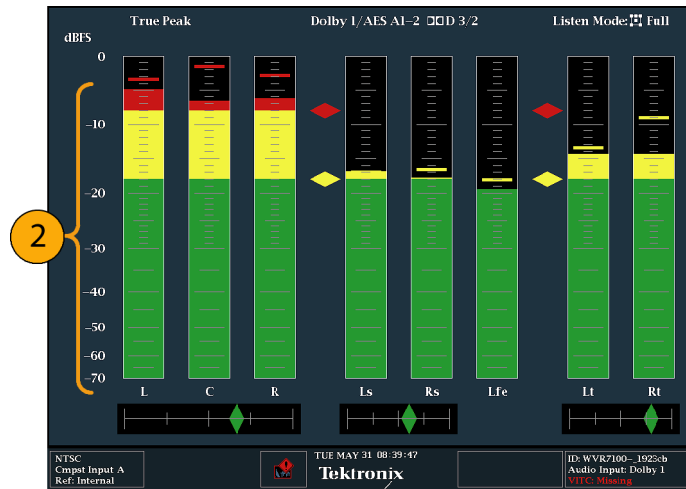 True Peak Dolby 1/AES A1-2 DD D 3/2 Listen Mode: Full
dBFS
0
-10
-20
2
-30
-40
-50
-60
-70
L C R Ls Rs Lfe Lt Rt
NTSC
Cmpst Input A
Ref: Internal
TUE MAY 31 08:39:47
Tektronix
ID: WVR7100-_1923cb
Audio Input: Dolby 1
VITC: Missing